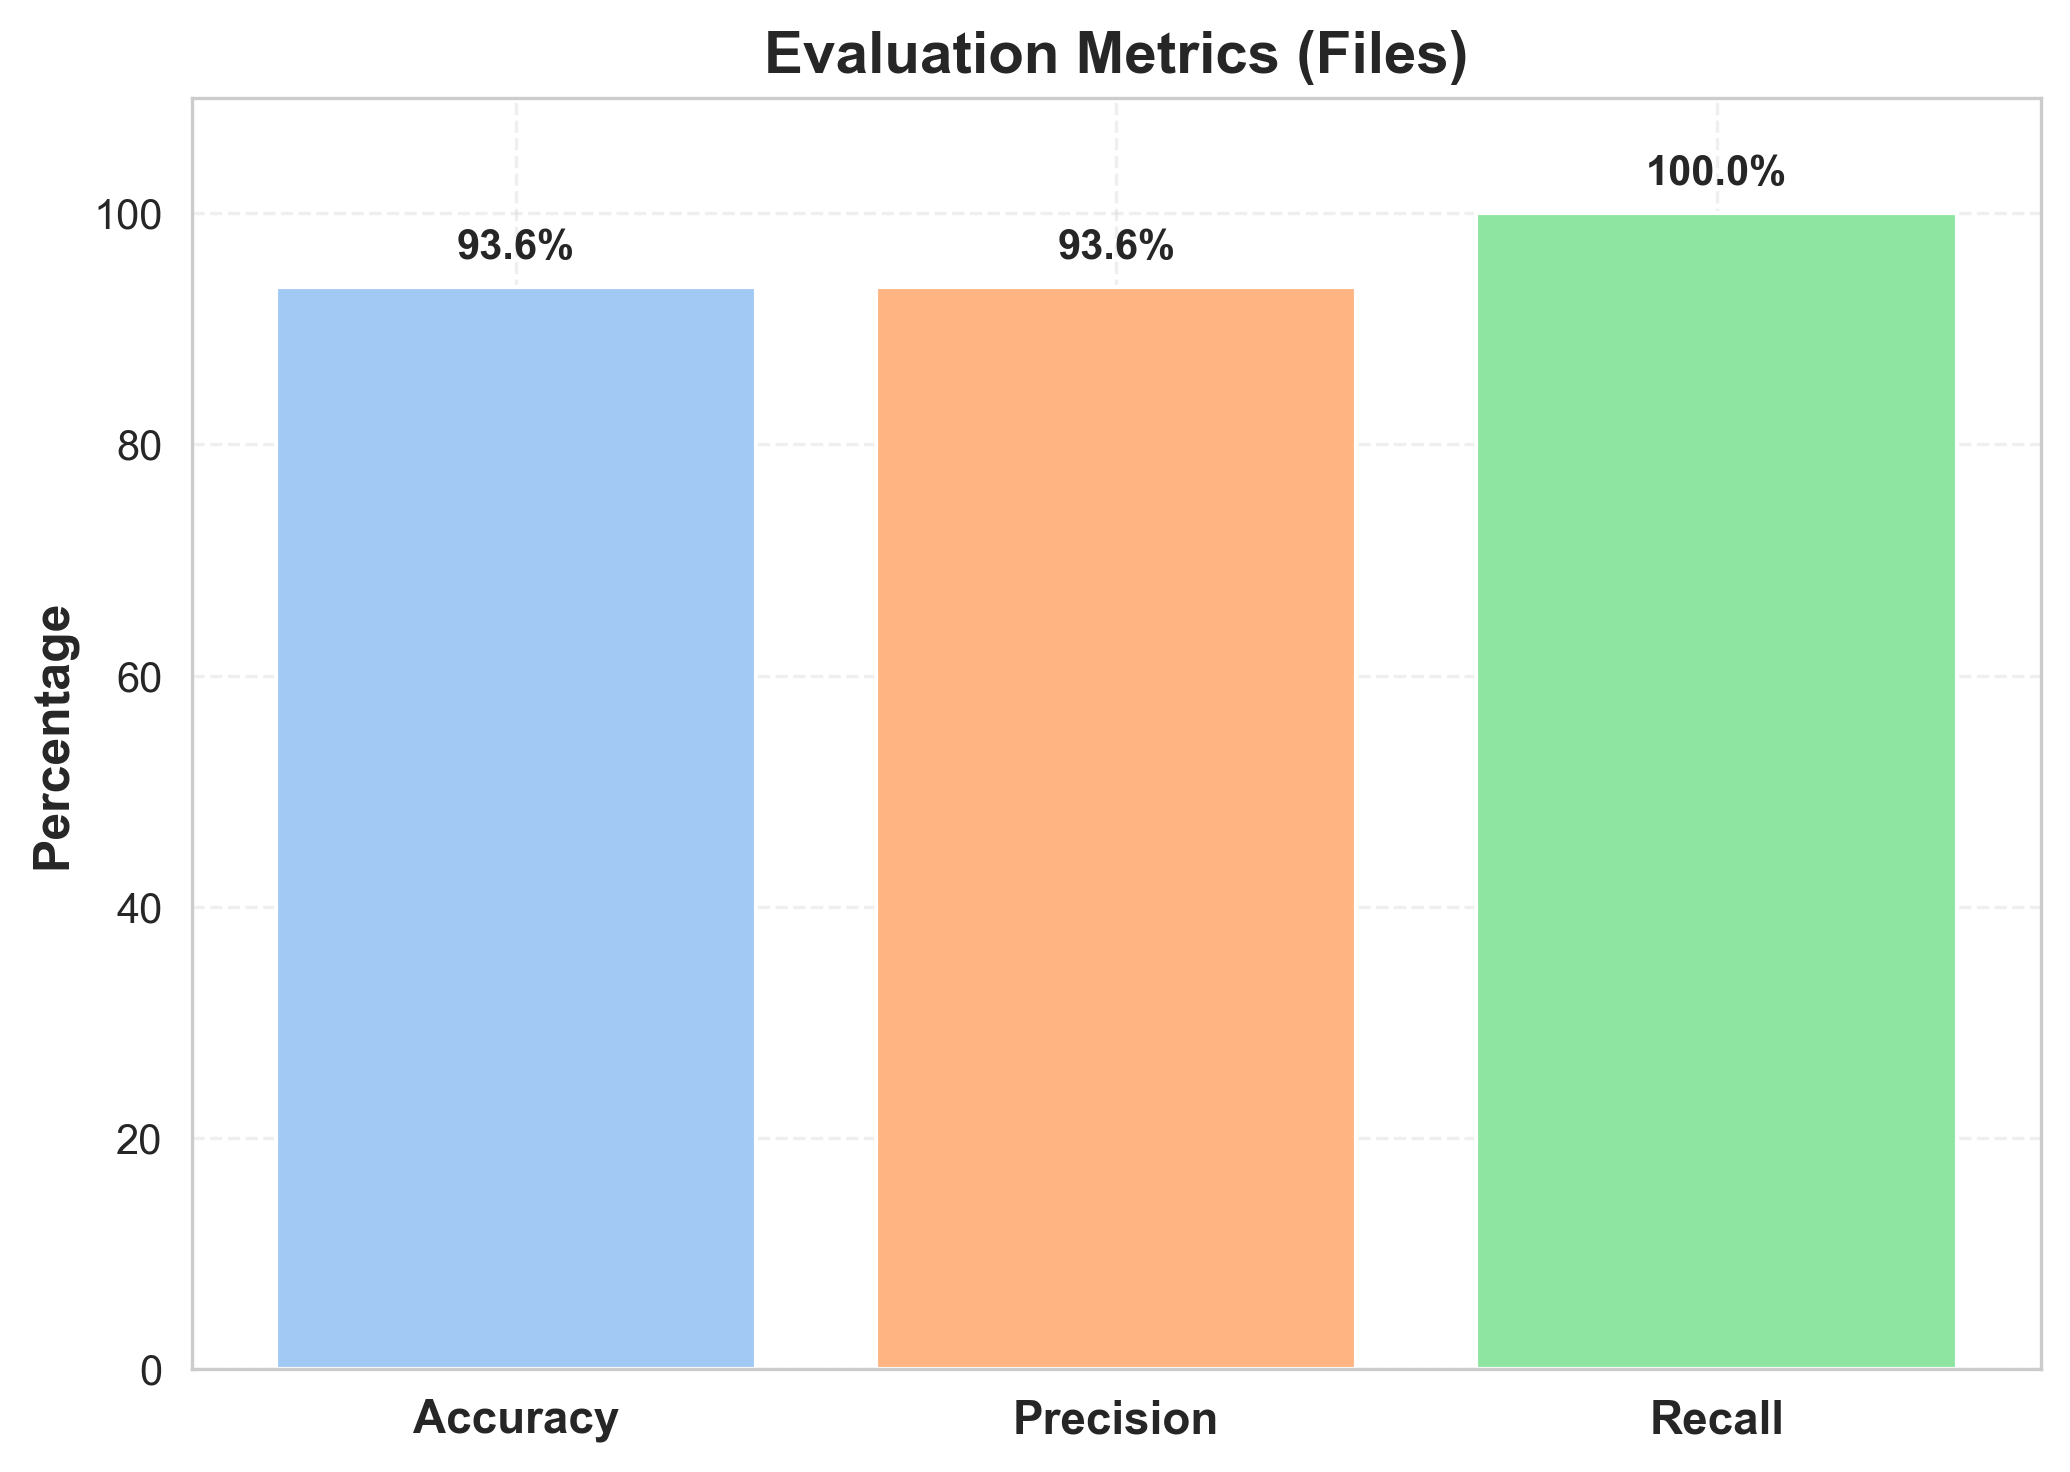 Evaluation Metrics (Files)
100.0%
93.6%
93.6%
100
80
60
40
20
0
Percentage
Accuracy
Precision
Recall